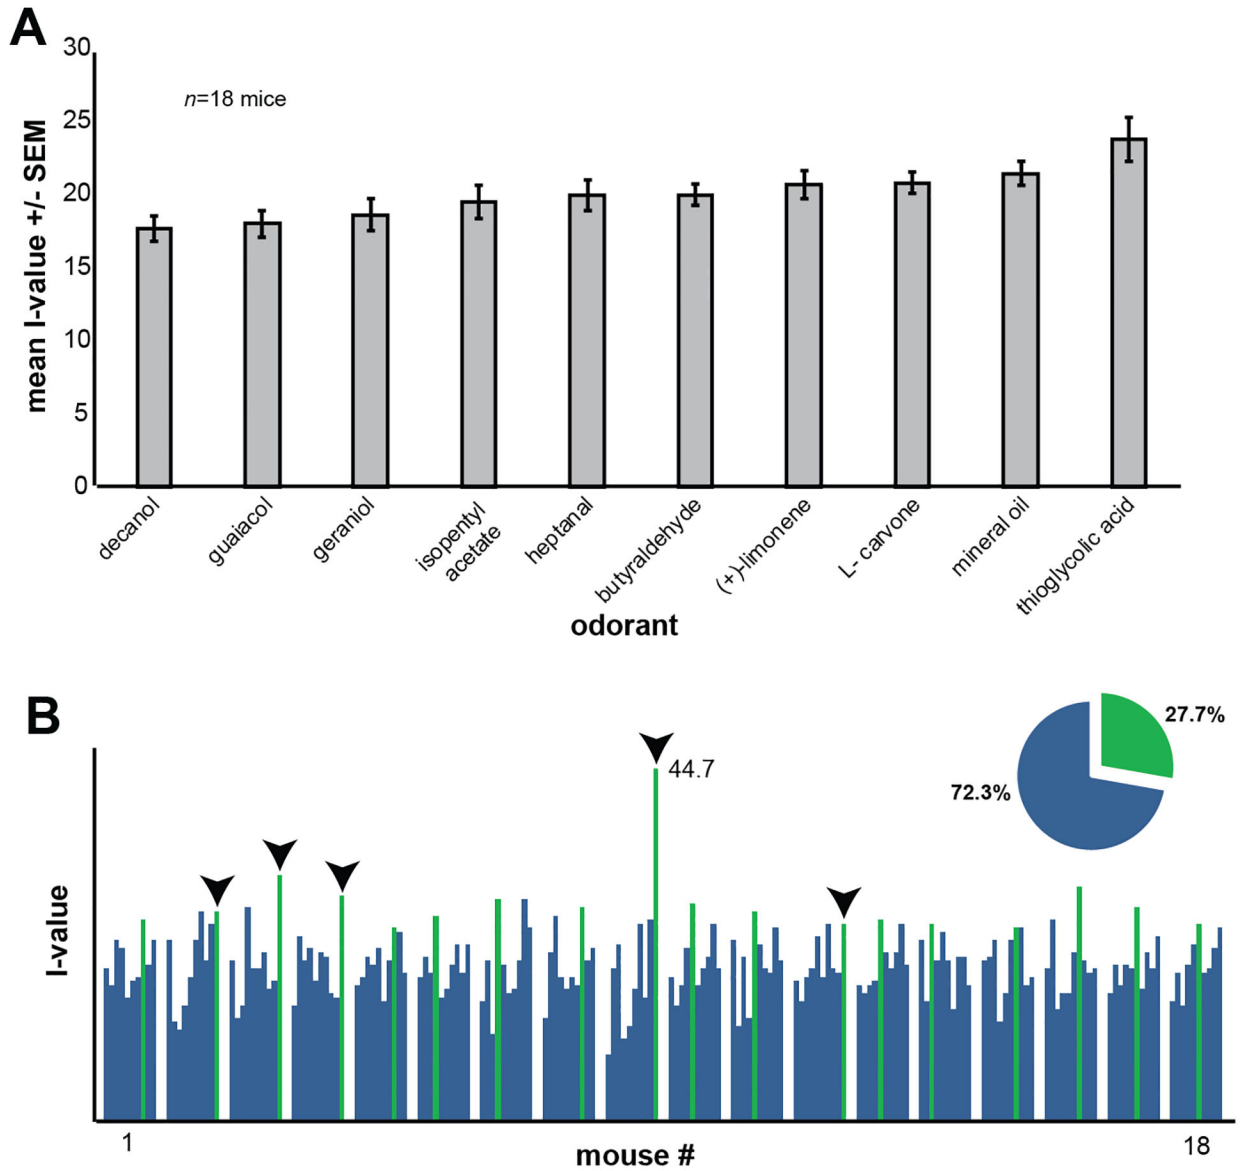 A
30
25
20
15
10
5
0
mean I-value +/- SEM
n=18 mice
decanol
guaiacol
geraniol
isopentyl
acetate
heptanal
butyraldehyde
(+)-limonene
L- carvone
mineral oil
thioglycolic acid
odorant
B
27.7%
72.3%
44.7
I-value
1
18
mouse #